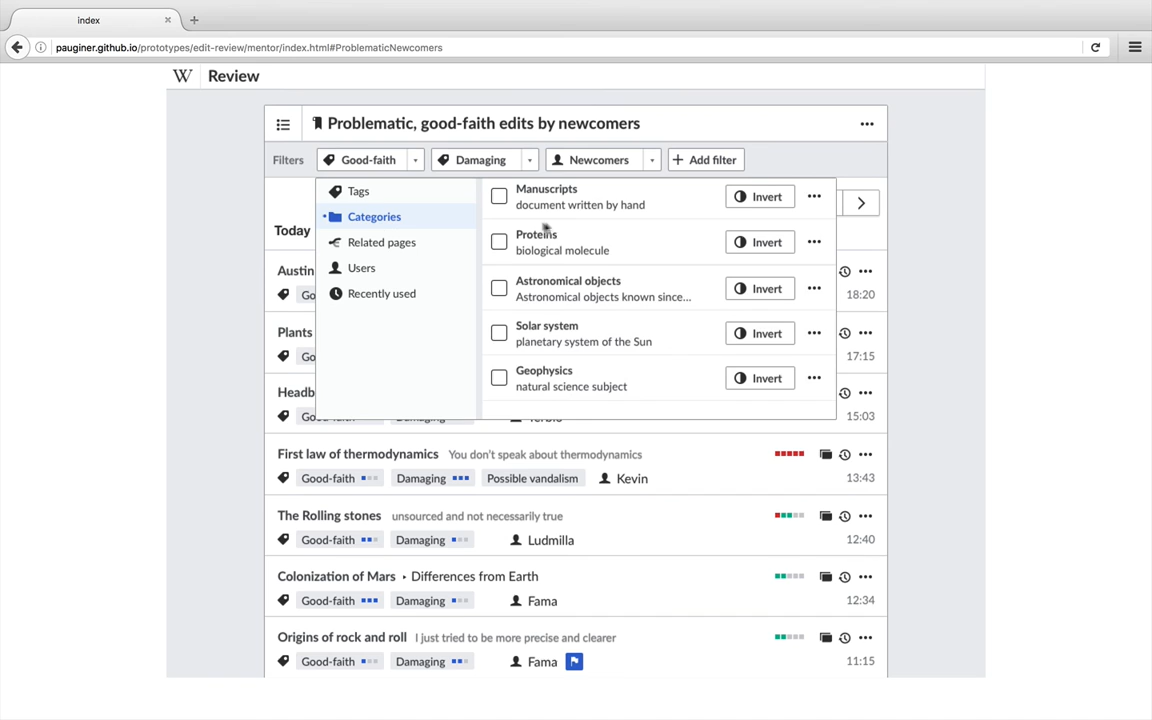 index
pauginer.github.io/prototypes/edit-review/mentor/index.html#ProblematicNewcomers
W Review
Problematic, good-faith edits by newcomers
Filters Good-faith Damaging Newcomers + Add filter
Tags
Categories
Related pages
Users
Recently used
Manuscripts
document written by hand
Invert
Proteins
biological molecule
Invert
Astronomical objects
Astronomical objects known since...
Invert
Solar system
planetary system of the Sun
Invert
Geophysics
natural science subject
Invert
Today
Austin
Go 18:20
Plants
Go 17:15
Headb
15:03
First law of thermodynamics You don't speak about thermodynamics
Good-faith Damaging Possible vandalism Kevin 13:43
The Rolling stones unsourced and not necessarily true
Good-faith Damaging Ludmilla 12:40
Colonization of Mars ‣ Differences from Earth
Good-faith Damaging Fama 12:34
Origins of rock and roll I just tried to be more precise and clearer
Good-faith Damaging Fama 11:15